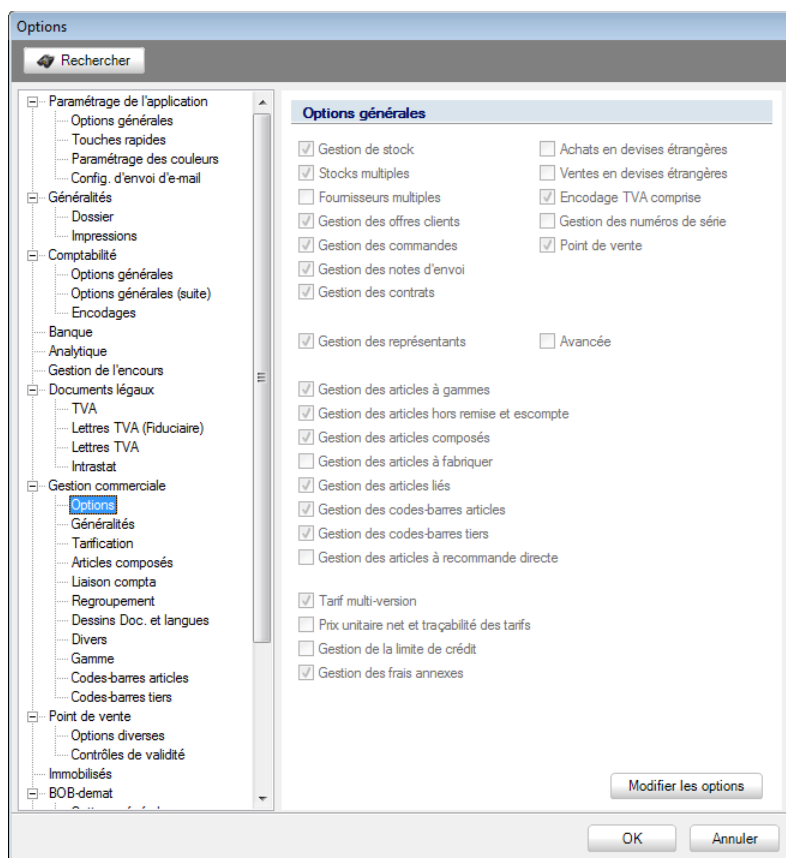 Options
Rechercher
Paramétrage de l'application
Options générales
Touches rapides
Paramétrage des couleurs
Config. d'envoi d'e-mail
Généralités
Dossier
Impressions
Comptabilité
Options générales
Options générales (suite)
Encodages
Banque
Analytique
Gestion de l'encours
Documents légaux
TVA
Lettres TVA (Fiduciaire)
Lettres TVA
Intrastat
Gestion commerciale
Options
Généralités
Tarification
Articles composés
Liaison compta
Regroupement
Dessins Doc. et langues
Divers
Gamme
Codes-barres articles
Codes-barres tiers
Point de vente
Options diverses
Contrôles de validité
Immobilisés
BOB-demat
Options générales
Gestion de stock
Achats en devises étrangères
Stocks multiples
Ventes en devises étrangères
Fournisseurs multiples
Encodage TVA comprise
Gestion des offres clients
Gestion des numéros de série
Gestion des commandes
Point de vente
Gestion des notes d'envoi
Gestion des contrats
Gestion des représentants
Avancée
Gestion des articles à gammes
Gestion des articles hors remise et escompte
Gestion des articles composés
Gestion des articles à fabriquer
Gestion des articles liés
Gestion des codes-barres articles
Gestion des codes-barres tiers
Gestion des articles à recommande directe
Tarif multi-version
Prix unitaire net et traçabilité des tarifs
Gestion de la limite de crédit
Gestion des frais annexes
Modifier les options
OK
Annuler